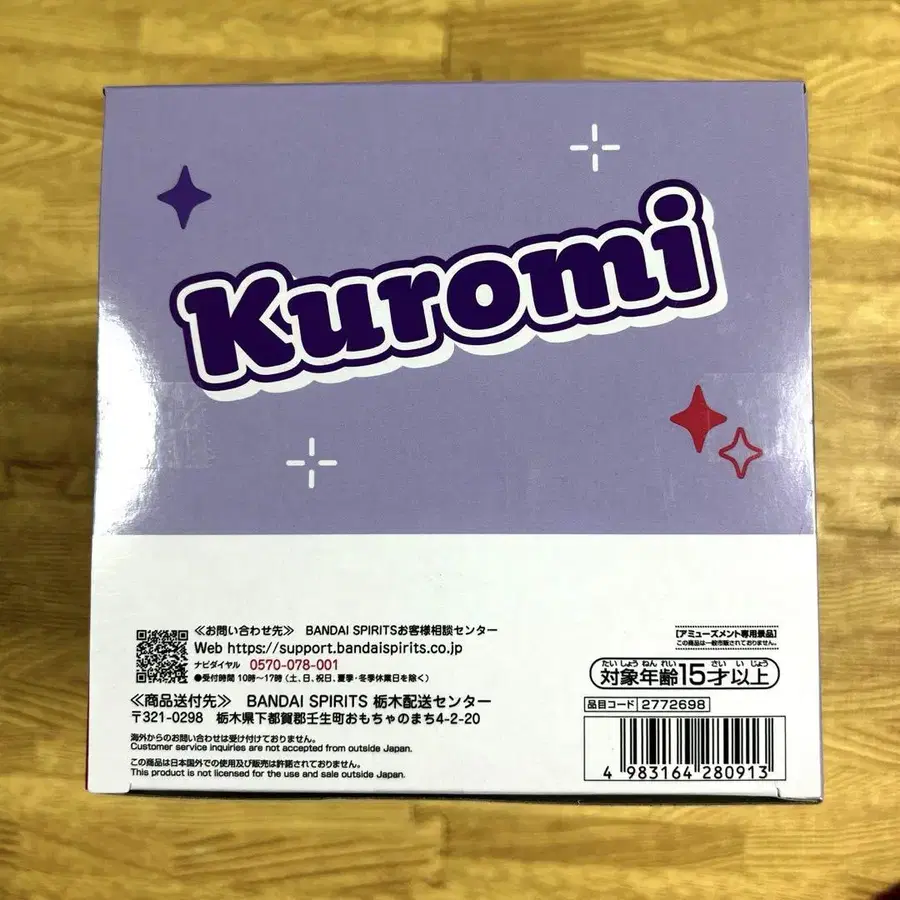 Kuromi
≪お問い合わせ先≫ BANDAI SPIRITSお客様相談センター
Web https://support.bandaispirits.co.jp
ナビダイヤル 0570-078-001
●受付時間 10時〜17時(土、日、祝日、夏季・冬季休業日を除く)
≪商品送付先≫ BANDAI SPIRITS 栃木配送センター
〒321-0298 栃木県下都賀郡壬生町おもちゃのまち4-2-20
海外からのお問い合わせは受け付けておりません。
Customer service inquiries are not accepted from outside Japan.
この商品は日本国外での使用及び販売は許諾されておりません。
This product is not licensed for the use and sale outside Japan.
【アミューズメント専用景品】
この商品は一般市販されておりません。
たいしょうねんれい さいいじょう
対象年齢15才以上
品目コード 2772698
4 983164 280913